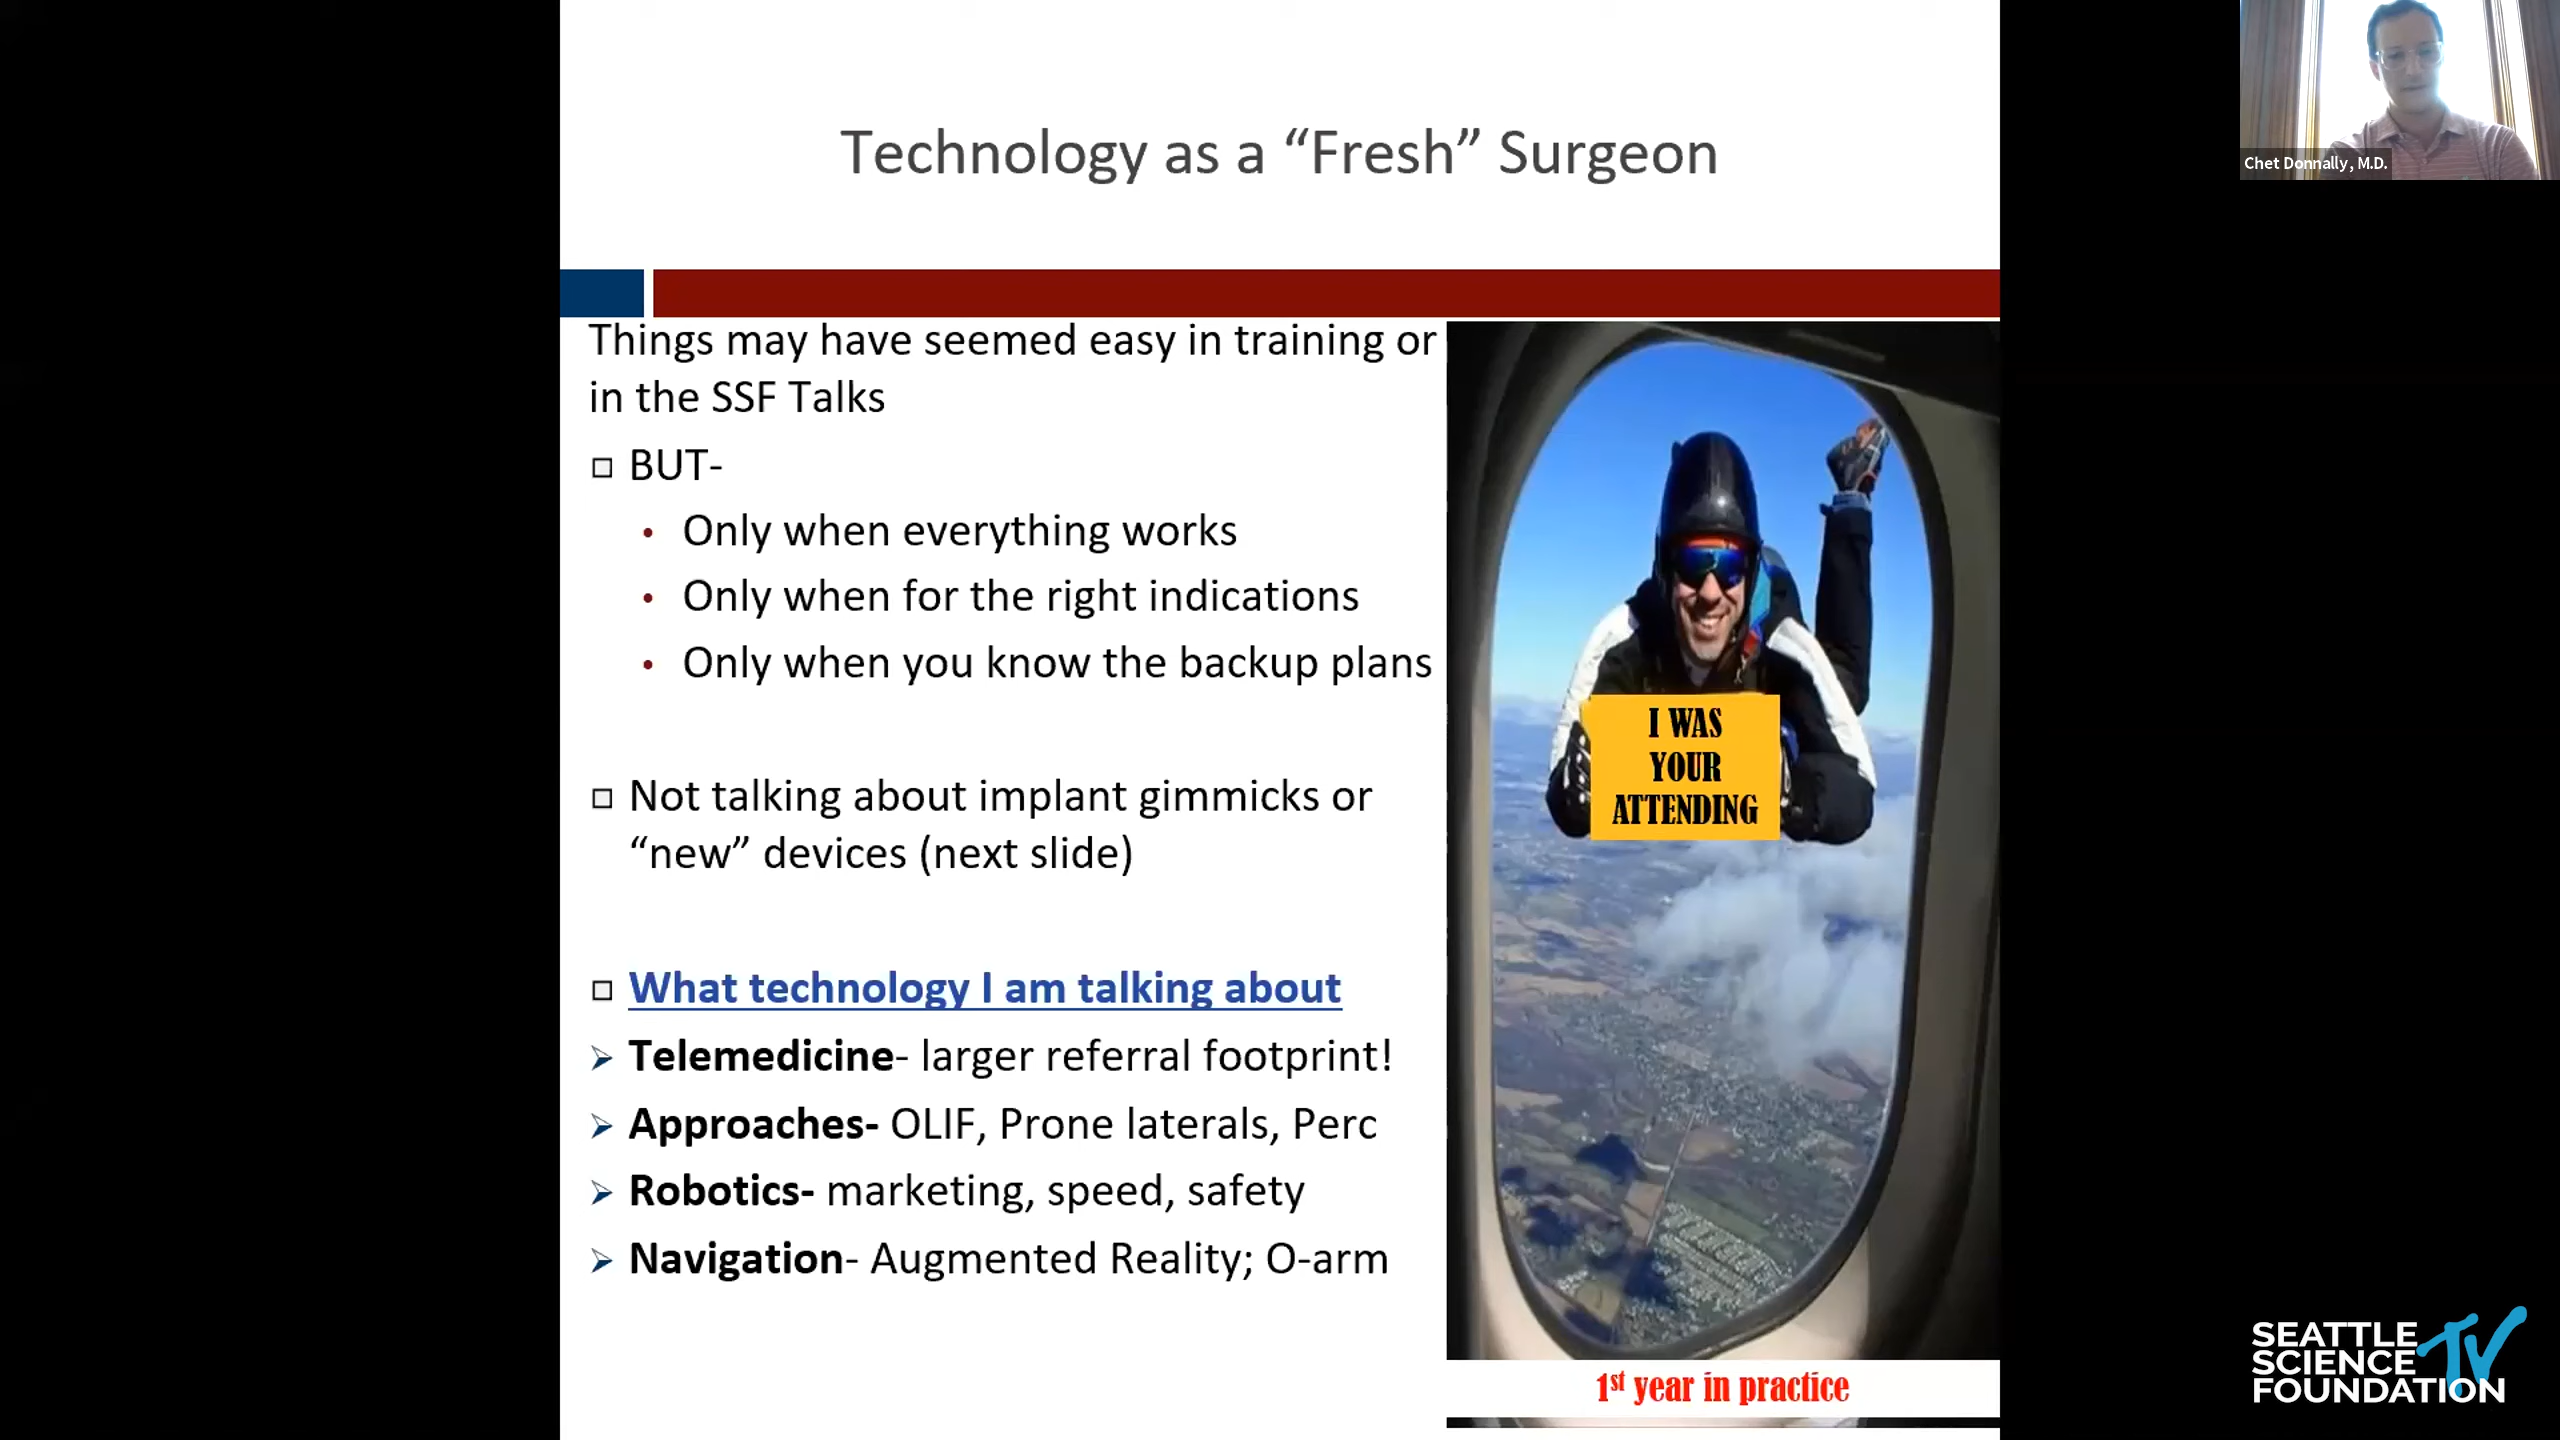 Technology as a “Fresh” Surgeon
Chet Donnally, M.D.
Things may have seemed easy in training or
in the SSF Talks
BUT-
Only when everything works
Only when for the right indications
Only when you know the backup plans
Not talking about implant gimmicks or
“new” devices (next slide)
What technology I am talking about
Telemedicine- larger referral footprint!
Approaches- OLIF, Prone laterals, Perc
Robotics- marketing, speed, safety
Navigation- Augmented Reality; O-arm
I WAS
YOUR
ATTENDING
1st year in practice
SEATTLE
SCIENCE
FOUNDATION
TV